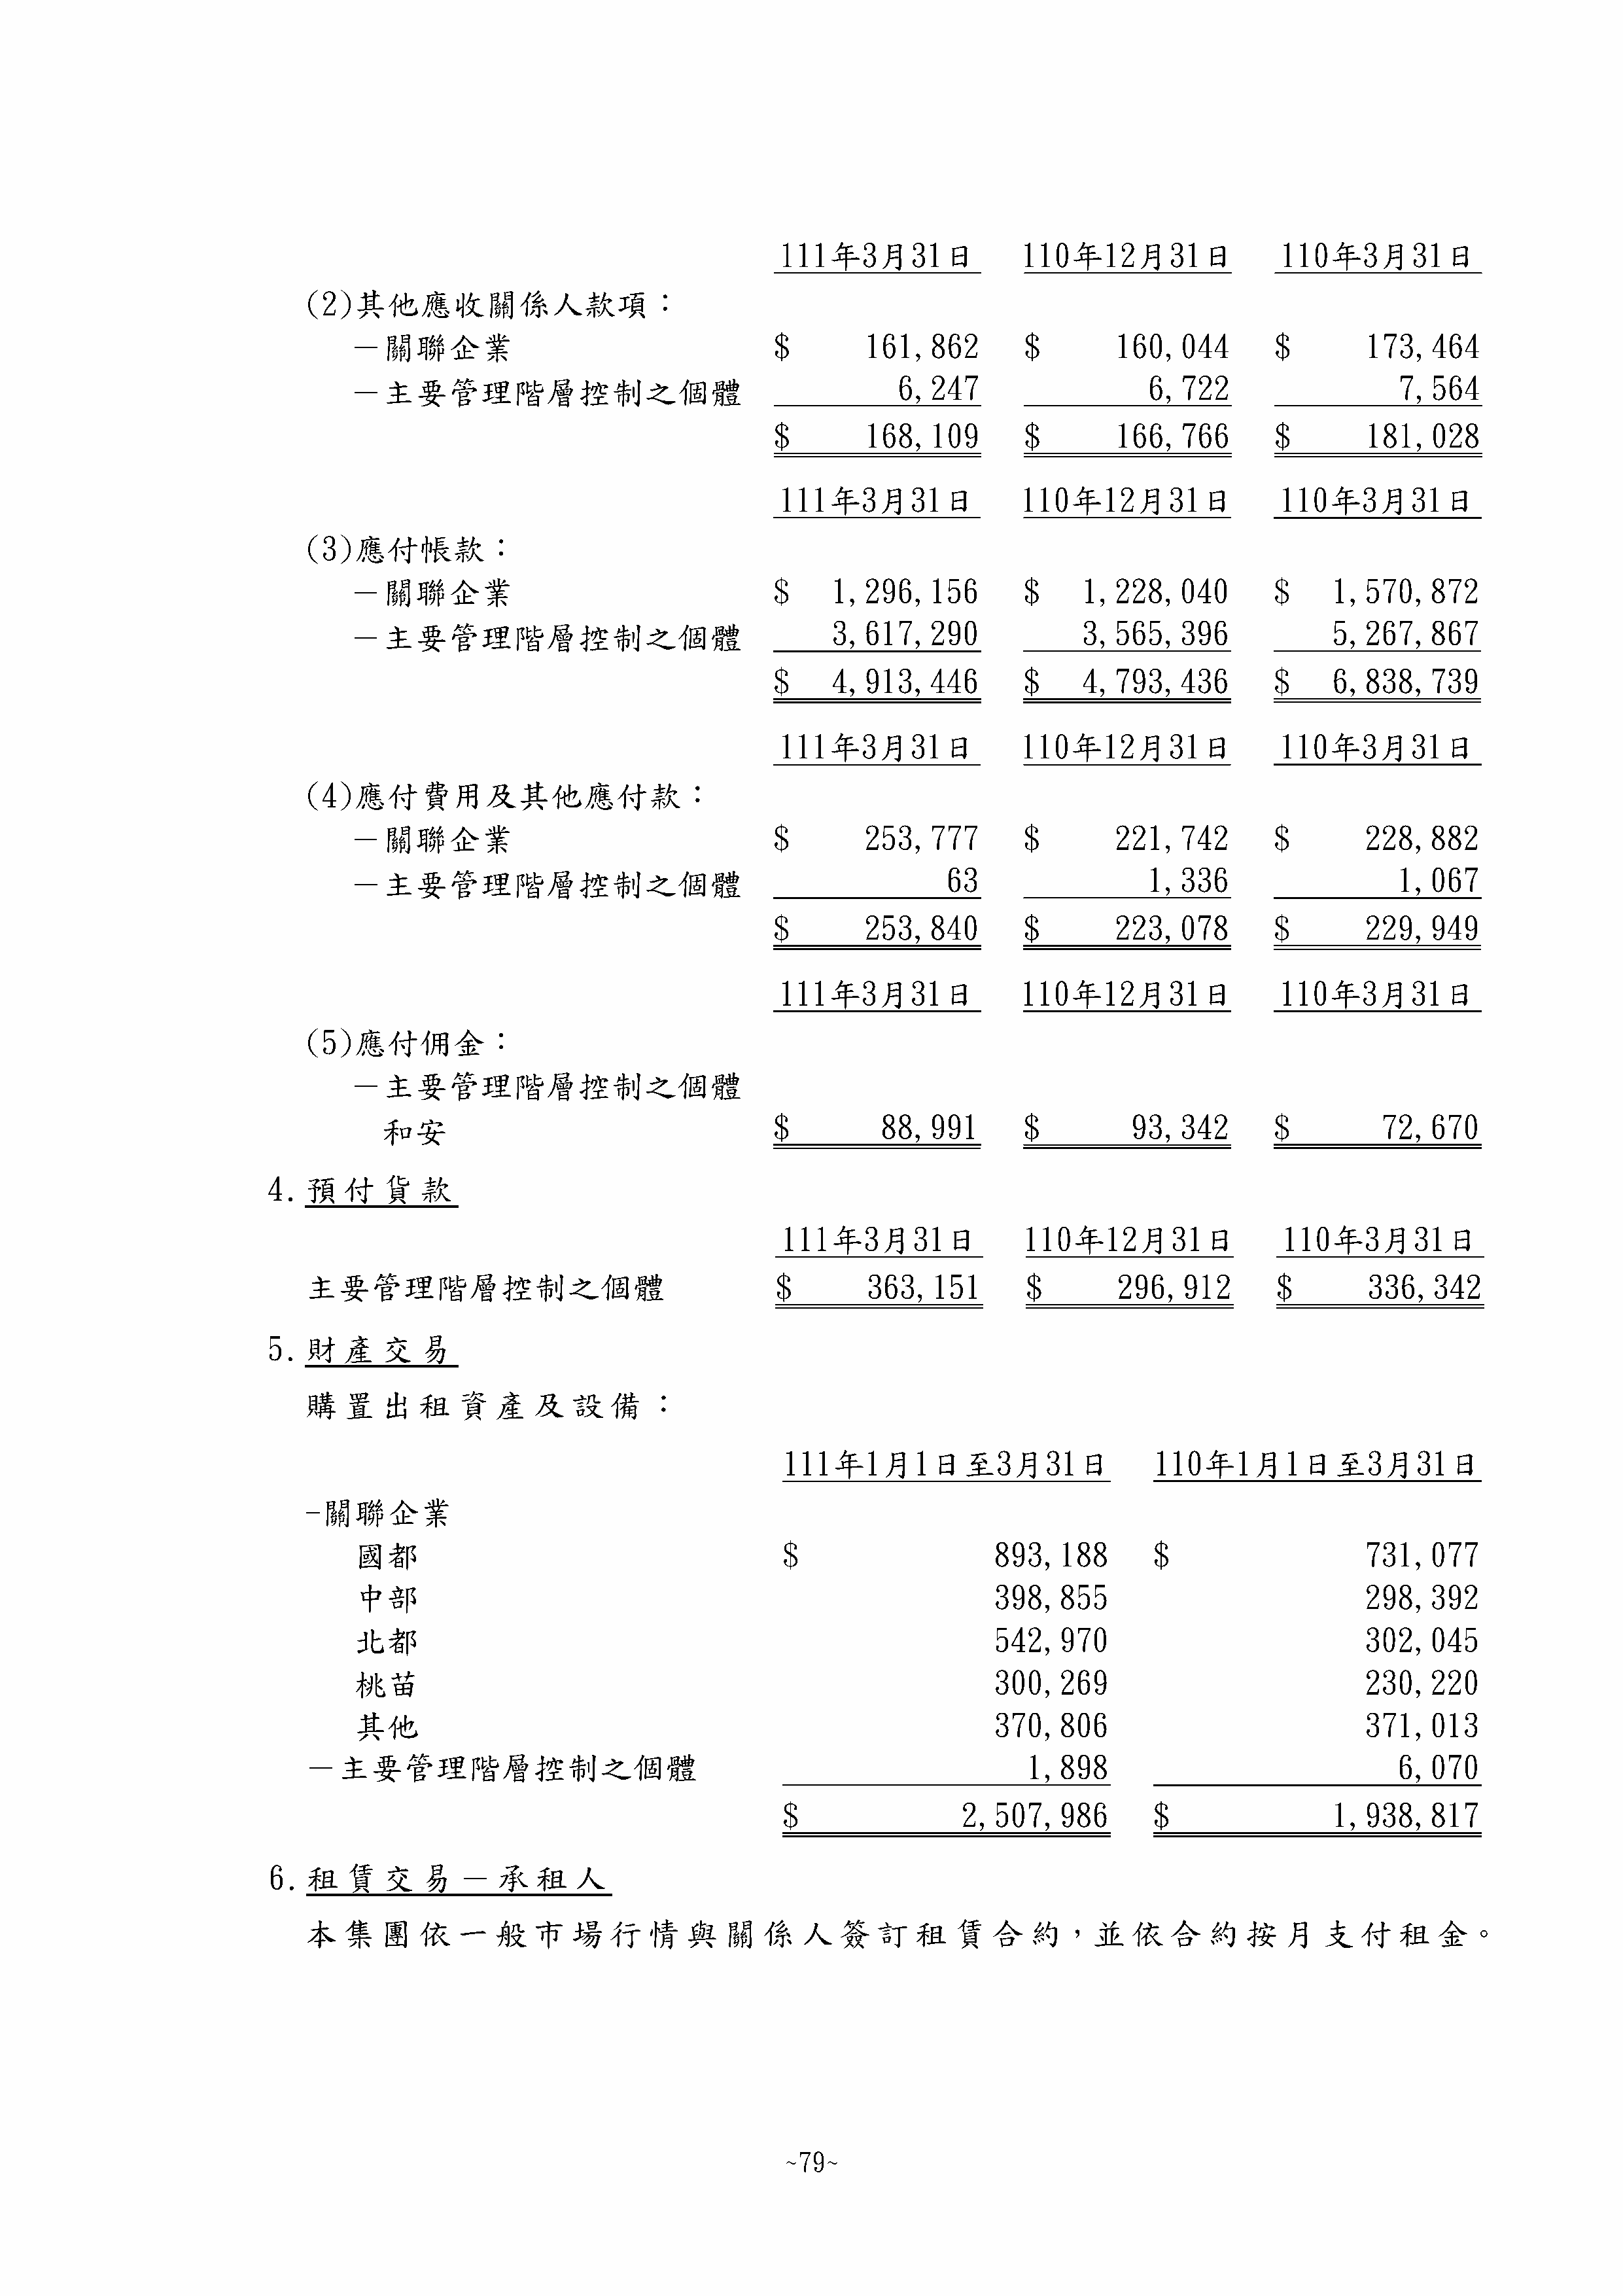 111年3月31日 110年12月31日 110年3月31日
(2)其他應收關係人款項：
－關聯企業 $ 161,862 $ 160,044 $ 173,464
－主要管理階層控制之個體 6,247 6,722 7,564
$ 168,109 $ 166,766 $ 181,028
111年3月31日 110年12月31日 110年3月31日
(3)應付帳款：
－關聯企業 $ 1,296,156 $ 1,228,040 $ 1,570,872
－主要管理階層控制之個體 3,617,290 3,565,396 5,267,867
$ 4,913,446 $ 4,793,436 $ 6,838,739
111年3月31日 110年12月31日 110年3月31日
(4)應付費用及其他應付款：
－關聯企業 $ 253,777 $ 221,742 $ 228,882
－主要管理階層控制之個體 63 1,336 1,067
$ 253,840 $ 223,078 $ 229,949
111年3月31日 110年12月31日 110年3月31日
(5)應付佣金：
－主要管理階層控制之個體
和安 $ 88,991 $ 93,342 $ 72,670
4.預付貨款
111年3月31日 110年12月31日 110年3月31日
主要管理階層控制之個體 $ 363,151 $ 296,912 $ 336,342
5.財產交易
購置出租資產及設備：
111年1月1日至3月31日 110年1月1日至3月31日
-關聯企業
國都 $ 893,188 $ 731,077
中部 398,855 298,392
北都 542,970 302,045
桃苗 300,269 230,220
其他 370,806 371,013
－主要管理階層控制之個體 1,898 6,070
$ 2,507,986 $ 1,938,817
6.租賃交易－承租人
本集團依一般市場行情與關係人簽訂租賃合約，並依合約按月支付租金。
~79~